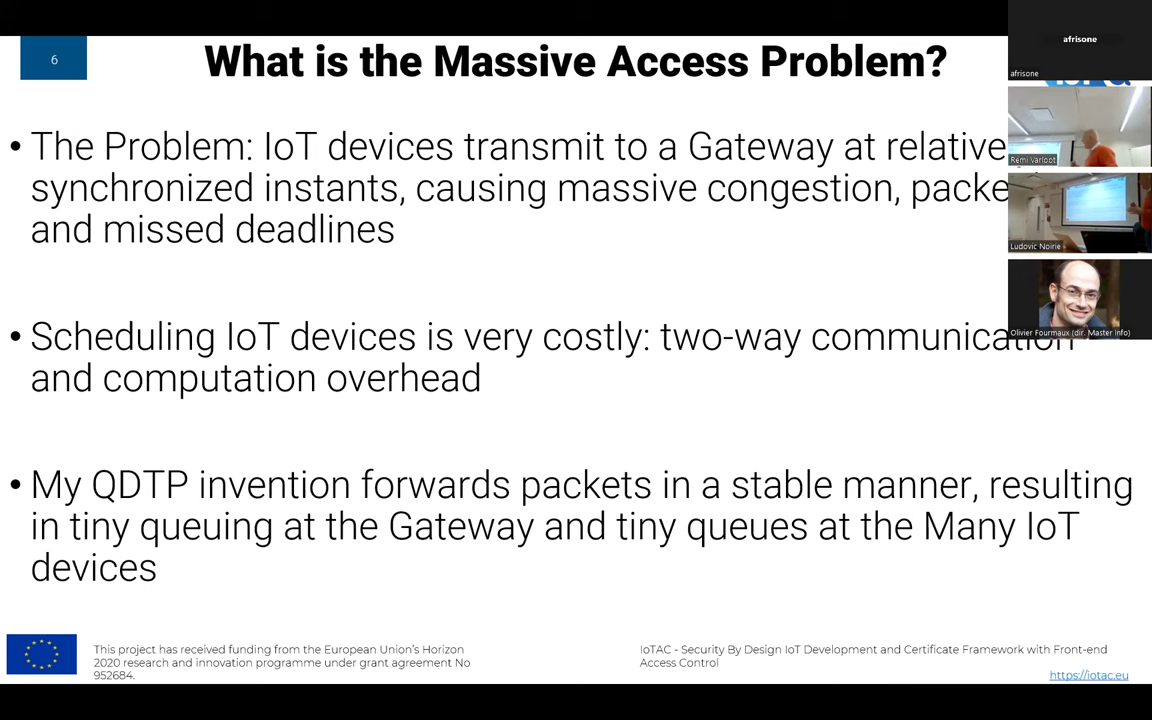 6
What is the Massive Access Problem?
• The Problem: IoT devices transmit to a Gateway at relative
synchronized instants, causing massive congestion, packe
and missed deadlines
• Scheduling IoT devices is very costly: two-way communication
and computation overhead
• My QDTP invention forwards packets in a stable manner, resulting
in tiny queuing at the Gateway and tiny queues at the Many IoT
devices
This project has received funding from the European Union's Horizon
2020 research and innovation programme under grant agreement No
952684.
IoTAC - Security By Design IoT Development and Certificate Framework with Front-end
Access Control
https://iotac.eu
afrisone
afrisone
Remi Varloot
Ludovic Noirie
Olivier Fourmaux (dir. Master Info)